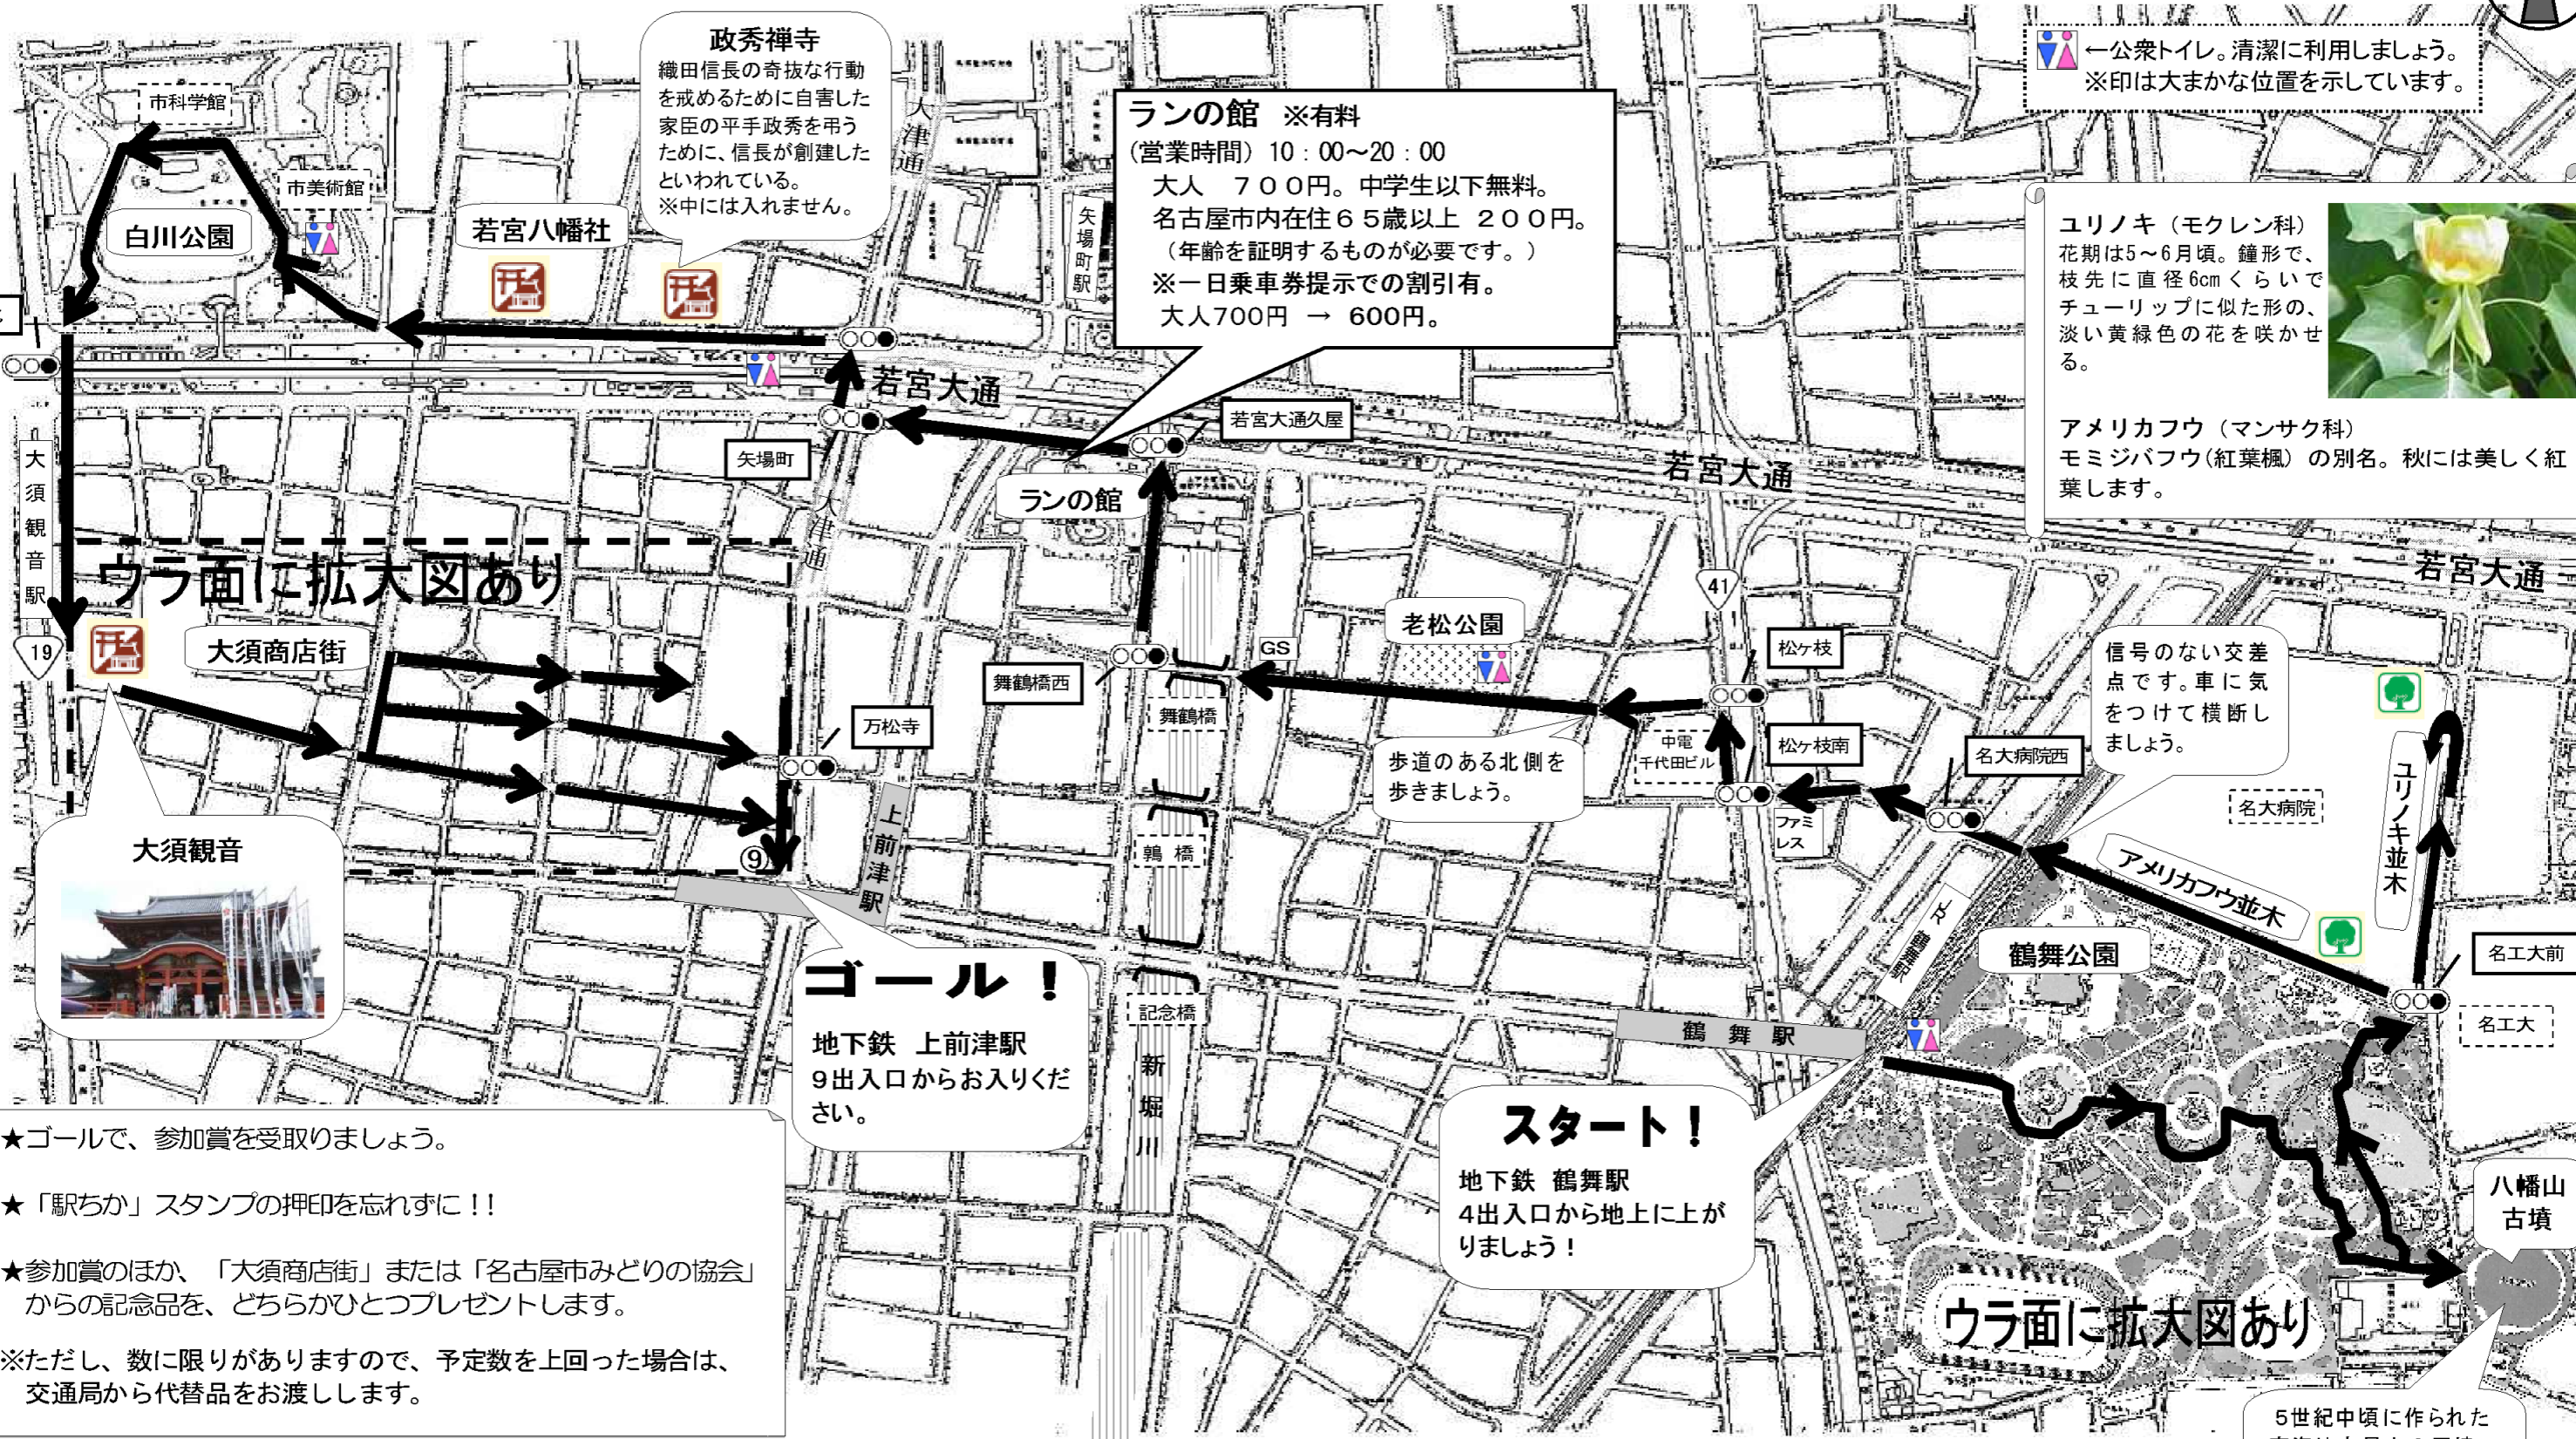 政秀禅寺
織田信長の奇抜な行動
を戒めるために自害した
家臣の平手政秀を弔う
ために、信長が創建した
といわれている。
※中には入れません。
←公衆トイレ。清潔に利用しましょう。
※印は大まかな位置を示しています。
ランの館 ※有料
(営業時間) 10:00～20:00
大人 ７００円。中学生以下無料。
名古屋市内在住６５歳以上 ２００円。
（年齢を証明するものが必要です。）
※一日乗車券提示での割引有。
大人700円 → 600円。
市科学館
市美術館
白川公園
若宮八幡社
大津通
矢場町駅
ユリノキ（モクレン科）
花期は5～6月頃。鐘形で、
枝先に直径6cmくらいで
チューリップに似た形の、
淡い黄緑色の花を咲かせ
る。
アメリカフウ（マンサク科）
モミジバフウ(紅葉楓）の別名。秋には美しく紅
葉します。
若宮大通
若宮大通久屋
矢場町
ランの館
若宮大通
若宮大通
大津通
大須観音駅
ウラ面に拡大図あり
19
大須商店街
41
老松公園
GS
松ヶ枝
舞鶴橋西
舞鶴橋
万松寺
信号のない交差
点です。車に気
をつけて横断し
ましょう。
中電
千代田ビル
松ヶ枝南
名大病院西
歩道のある北側を
歩きましょう。
名大病院
ユリノキ並木
ファミ
レス
アメリカフウ並木
大須観音
⑨
上前津駅
鶉橋
JR 鶴舞駅
鶴舞公園
名工大前
名工大
ゴール！
地下鉄 上前津駅
９出入口からお入りくだ
さい。
記念橋
新堀川
鶴舞駅
スタート！
地下鉄 鶴舞駅
4出入口から地上に上が
りましょう！
八幡山
古墳
ウラ面に拡大図あり
★ゴールで、参加賞を受取りましょう。
★「駅ちか」スタンプの押印を忘れずに！！
★参加賞のほか、「大須商店街」または「名古屋市みどりの協会」
からの記念品を、どちらかひとつプレゼントします。
※ただし、数に限りがありますので、予定数を上回った場合は、
交通局から代替品をお渡しします。
5世紀中頃に作られた